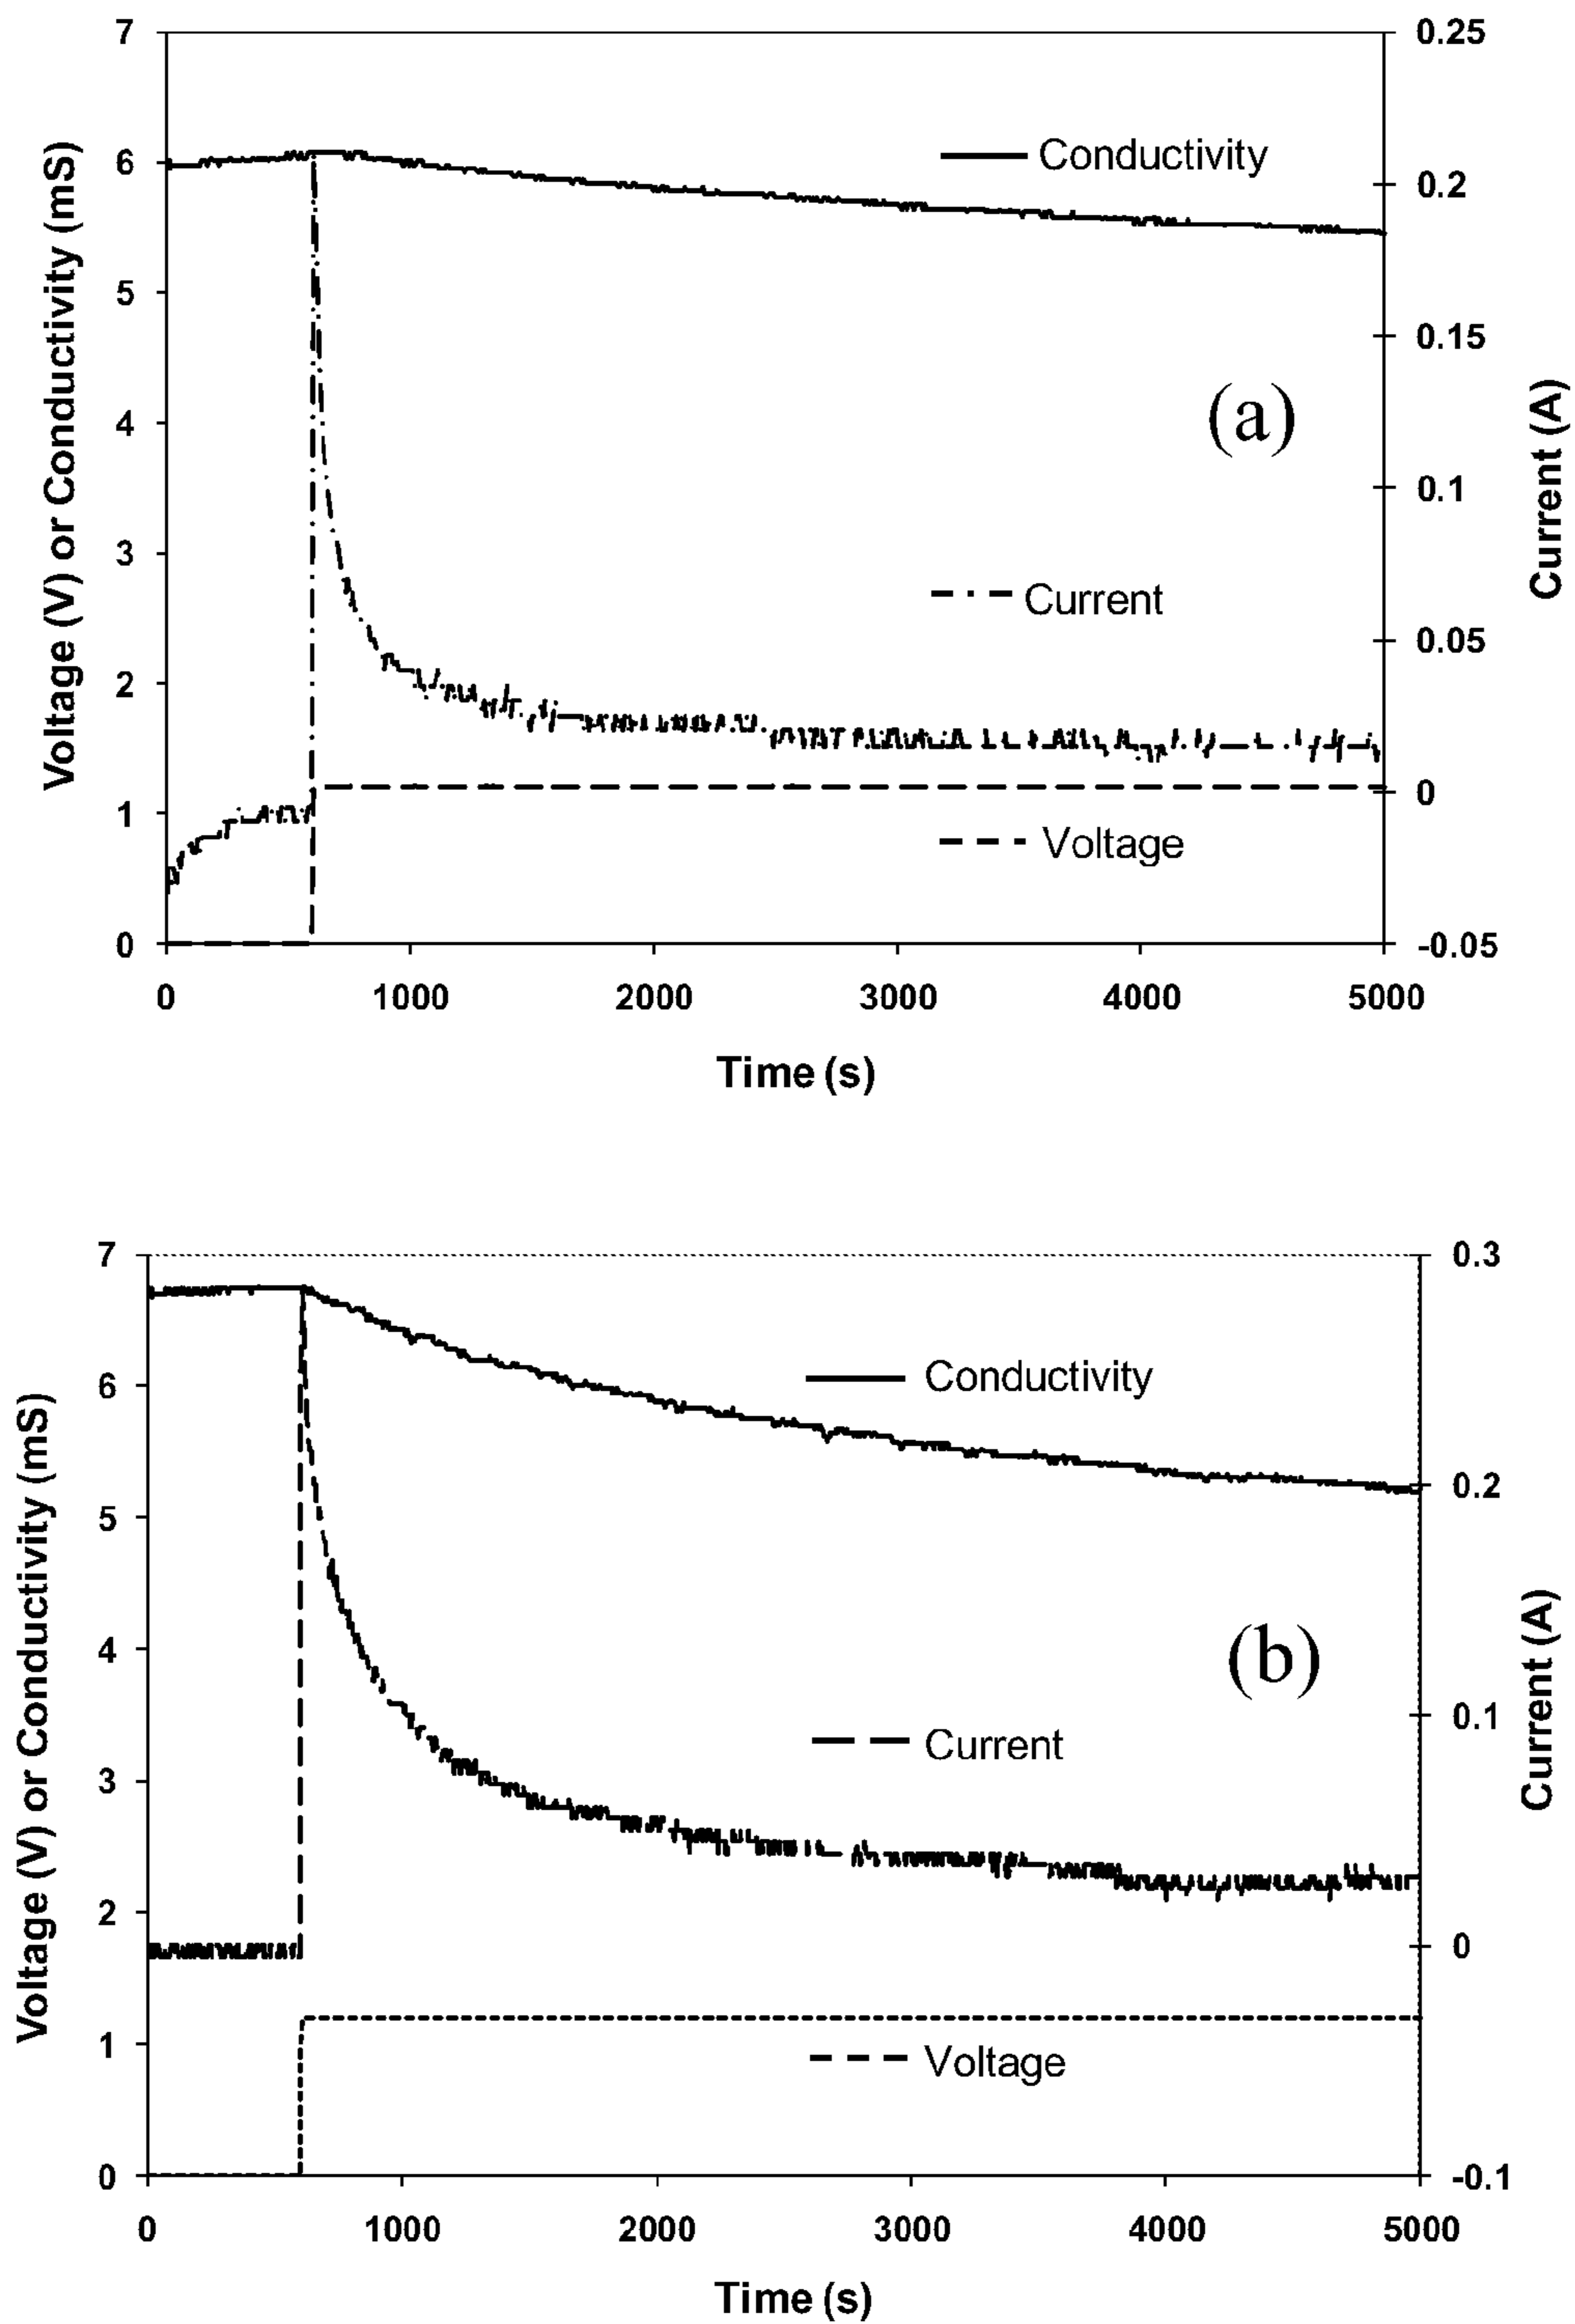 7
6
5
4
3
2
1
0
Voltage (V) or Conductivity (mS)
0.25
0.2
0.15
0.1
0.05
0
-0.05
Current (A)
Conductivity
(a)
Current
Voltage
0 1000 2000 3000 4000 5000
Time (s)
7
6
5
4
3
2
1
0
Voltage (V) or Conductivity (mS)
0.3
0.2
0.1
0
-0.1
Current (A)
Conductivity
(b)
Current
Voltage
0 1000 2000 3000 4000 5000
Time (s)